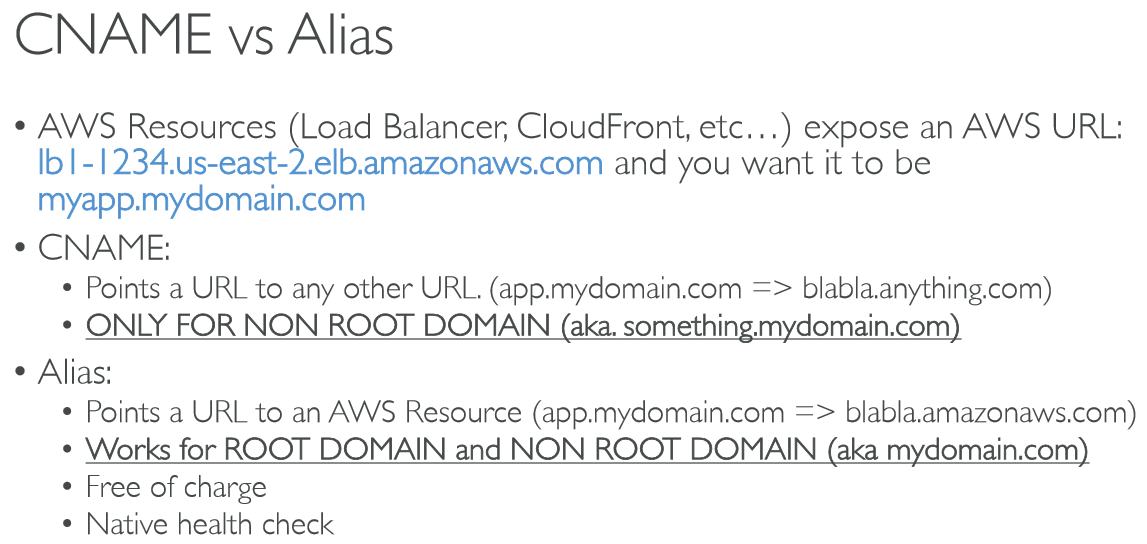 CNAME vs Alias
• AWS Resources (Load Balancer, CloudFront, etc…) expose an AWS URL:
lb1-1234.us-east-2.elb.amazonaws.com and you want it to be
myapp.mydomain.com
• CNAME:
• Points a URL to any other URL. (app.mydomain.com => blabla.anything.com)
• ONLY FOR NON ROOT DOMAIN (aka. something.mydomain.com)
• Alias:
• Points a URL to an AWS Resource (app.mydomain.com => blabla.amazonaws.com)
• Works for ROOT DOMAIN and NON ROOT DOMAIN (aka mydomain.com)
• Free of charge
• Native health check